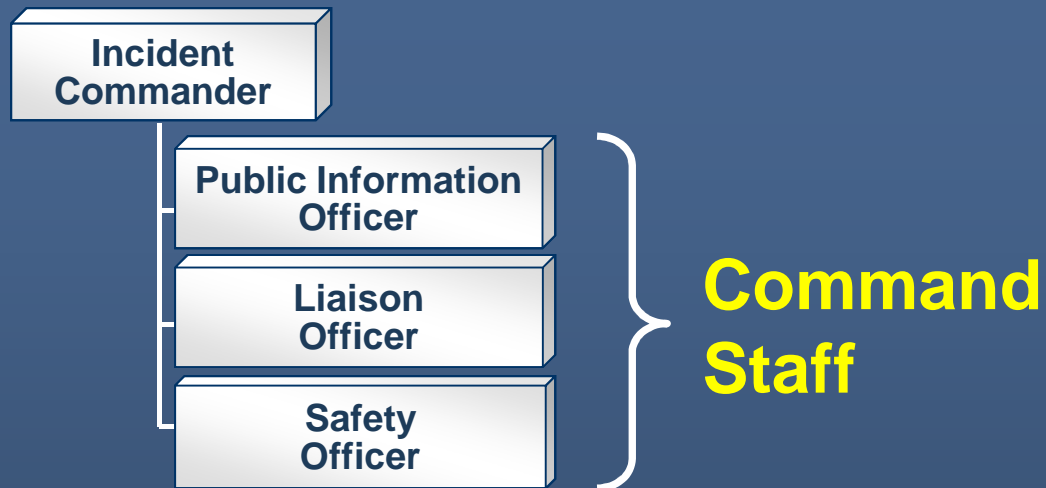 Incident
Commander
Public Information
Officer
Liaison
Officer
Safety
Officer
Command
Staff